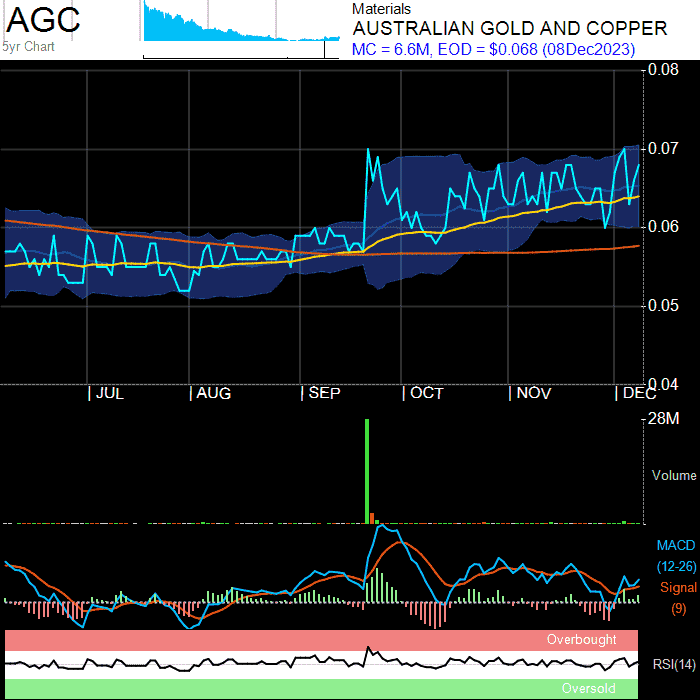 AGC
5yr Chart
Materials
AUSTRALIAN GOLD AND COPPER
MC = 6.6M, EOD = $0.068 (08Dec2023)
0.08
0.07
0.06
0.05
0.04
JUL AUG SEP OCT NOV DEC
28M
Volume
MACD
(12-26)
Signal
(9)
Overbought
RSI(14)
Oversold